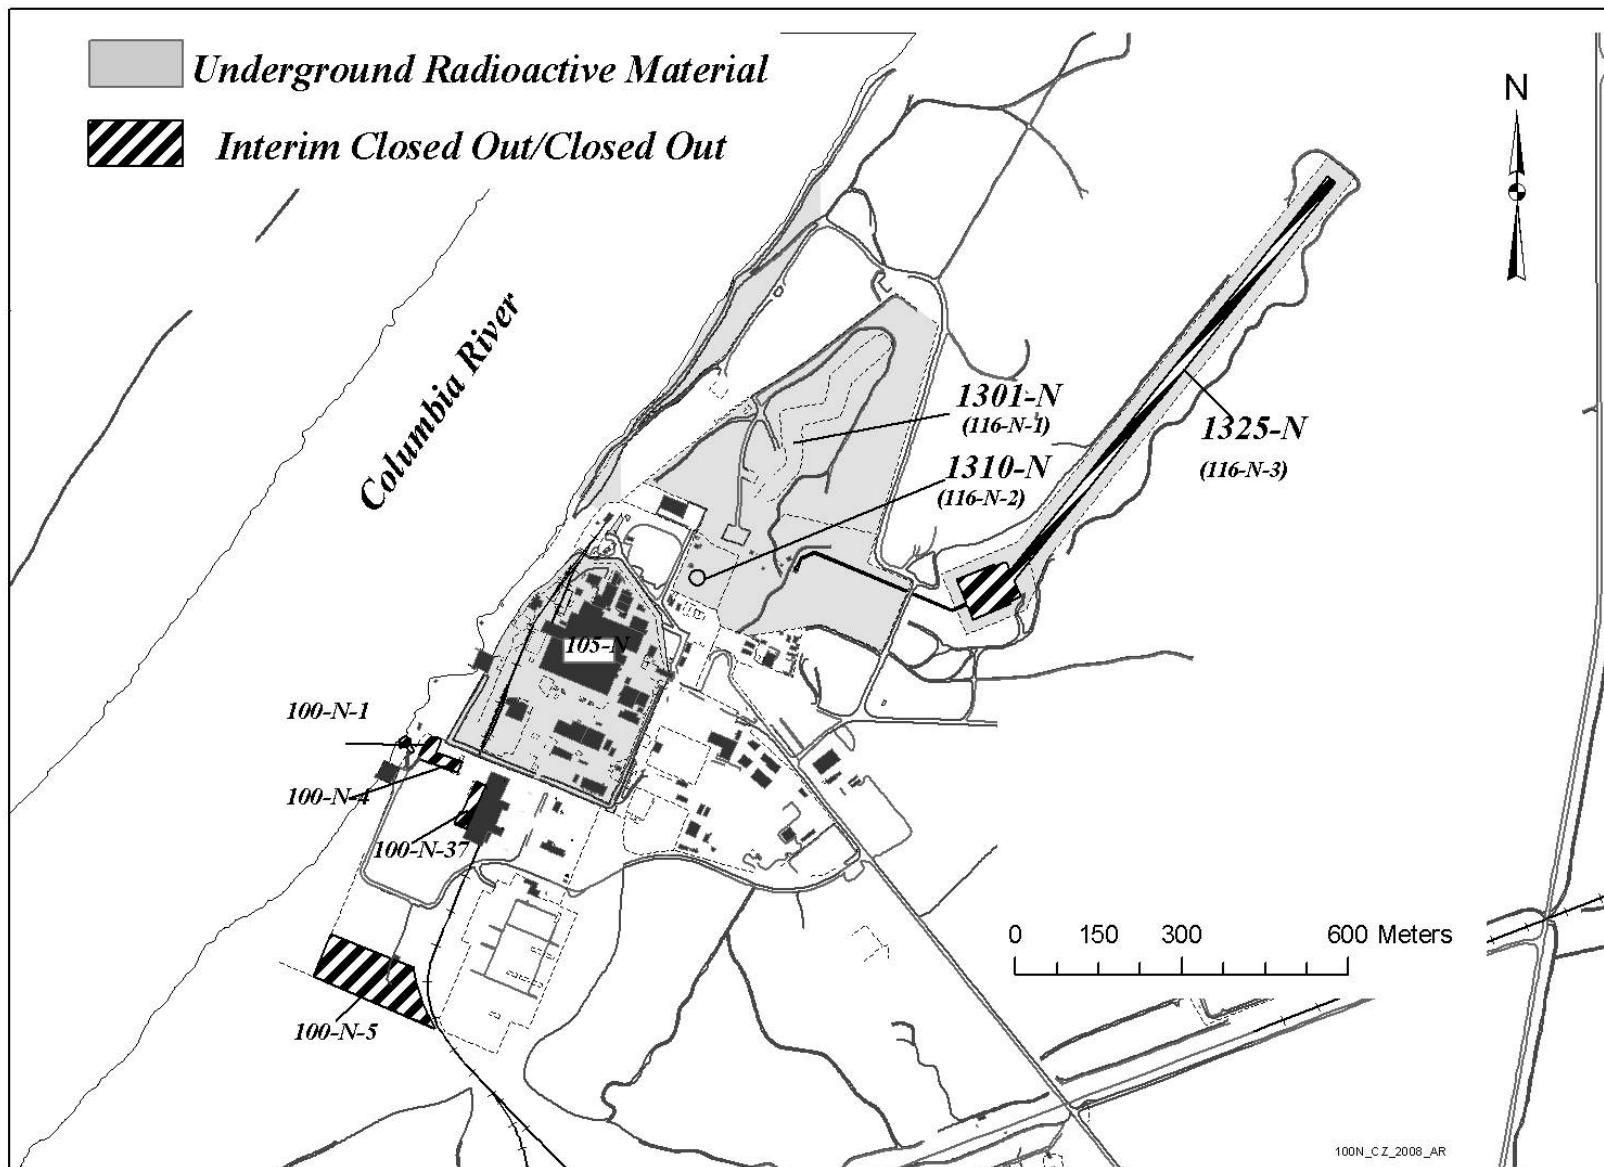 Underground Radioactive Material
Interim Closed Out/Closed Out
N
Columbia River
1301-N
(116-N-1)
1325-N
(116-N-3)
1310-N
(116-N-2)
105-N
100-N-1
100-N-4
100-N-37
0 150 300 600 Meters
100-N-5
100N_CZ_2008_AR